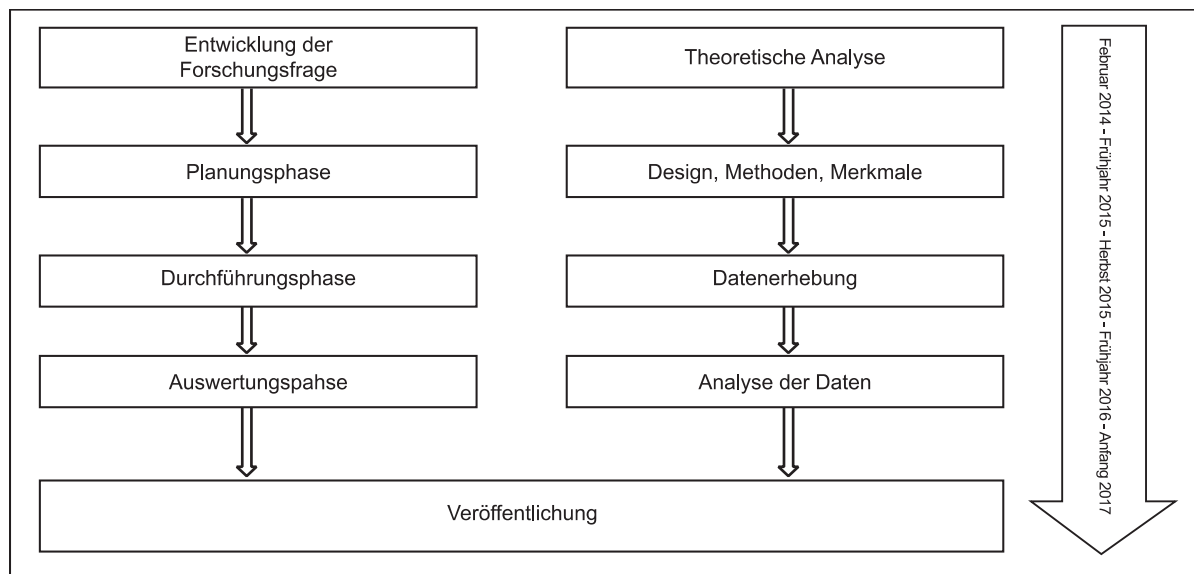 Entwicklung der
Forschungsfrage
Theoretische Analyse
Planungsphase
Design, Methoden, Merkmale
Durchführungsphase
Datenerhebung
Auswertungspahse
Analyse der Daten
Veröffentlichung
Februar 2014 - Frühjahr 2015 - Herbst 2015 - Frühjahr 2016 - Anfang 2017